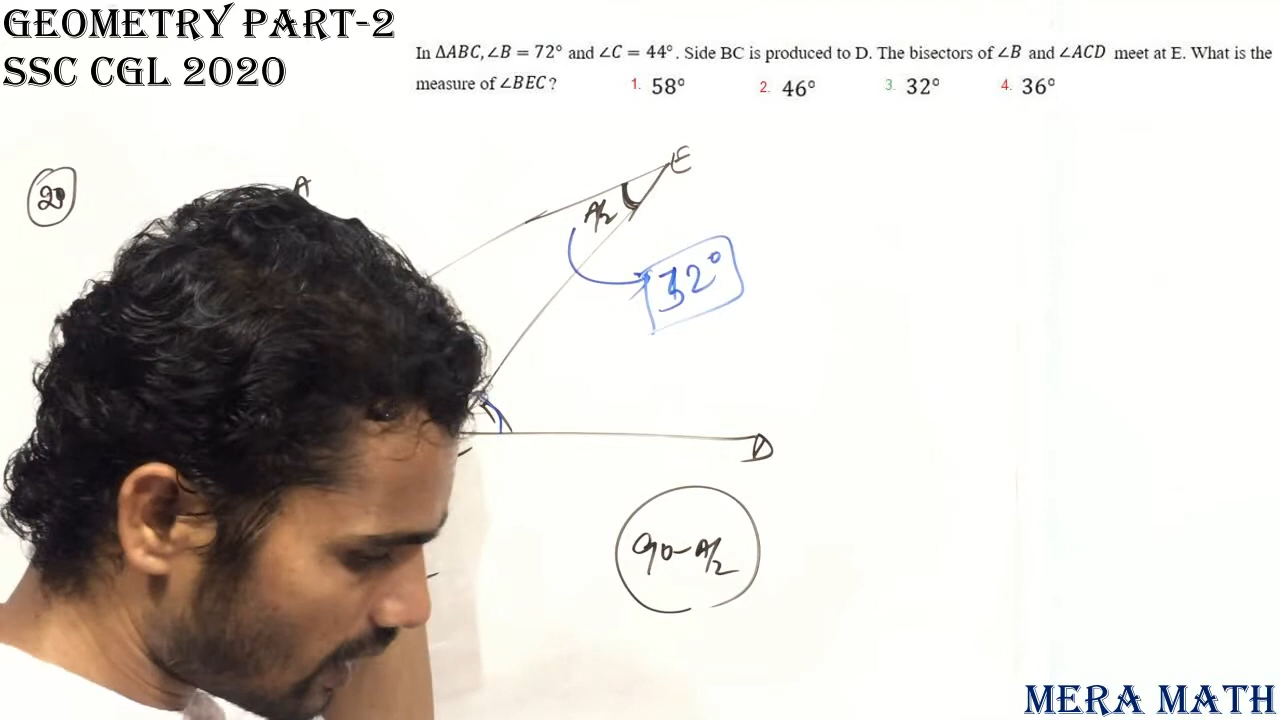 GEOMETRY PART-2
SSC CGL 2020
In ΔABC, ∠B = 72° and ∠C = 44°. Side BC is produced to D. The bisectors of ∠B and ∠ACD meet at E. What is the
measure of ∠BEC? 1. 58° 2. 46° 3. 32° 4. 36°
A
E
A/2
32°
D
90-A/2
MERA MATH